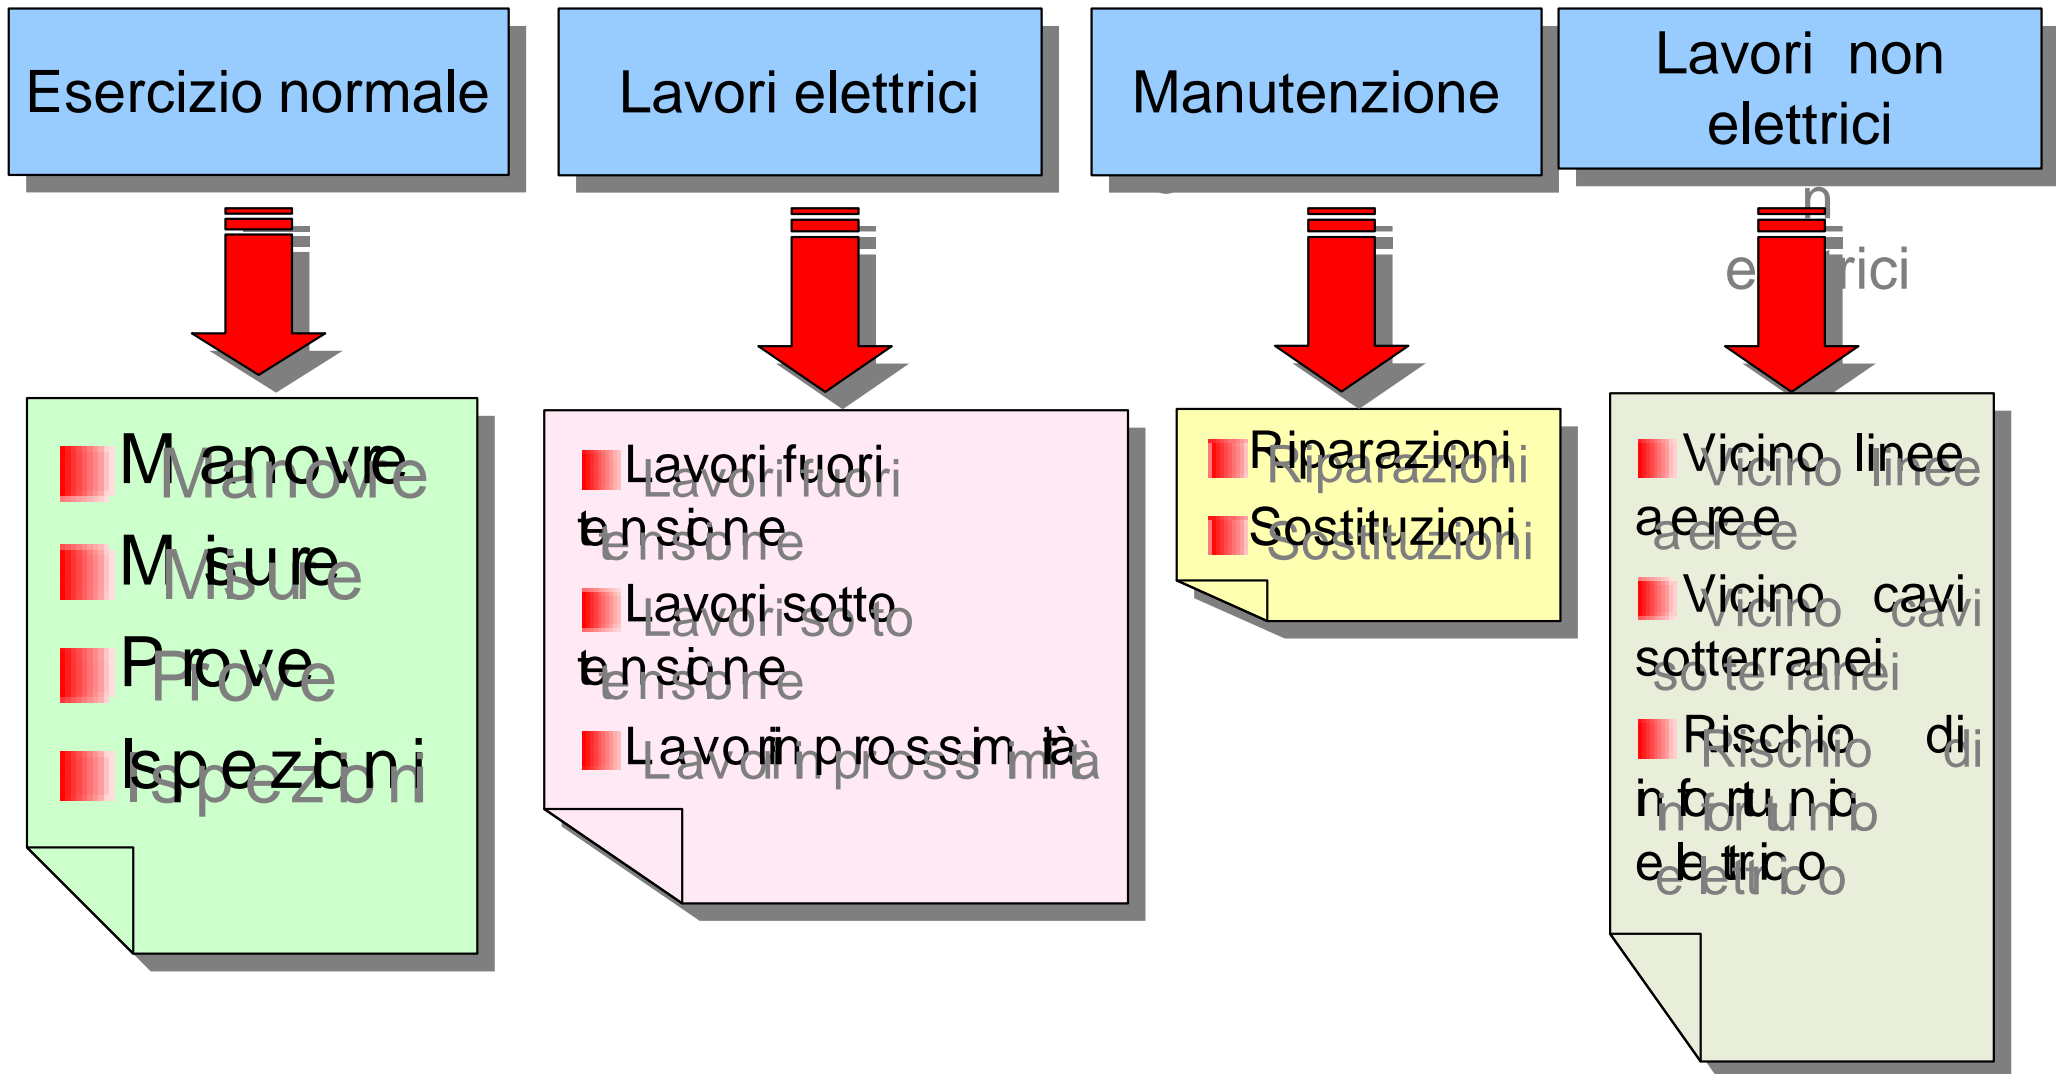 Esercizio normale
Lavori elettrici
Manutenzione
Lavori non
elettrici
Manovre
Misure
Prove
Ispezioni
Lavori fuori
tensione
Lavori sotto
tensione
Lavori in prossimità
Riparazioni
Sostituzioni
Vicino linee
aeree
Vicino cavi
sotterranei
Rischio di
infortunio
elettrico